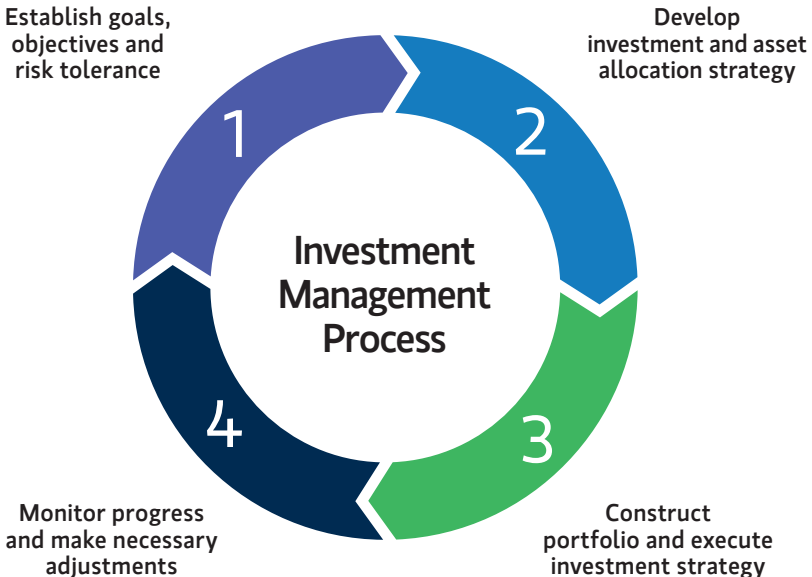 Establish goals,
objectives and
risk tolerance
1
Develop
investment and asset
allocation strategy
2
Investment
Management
Process
3
Construct
portfolio and execute
investment strategy
4
Monitor progress
and make necessary
adjustments